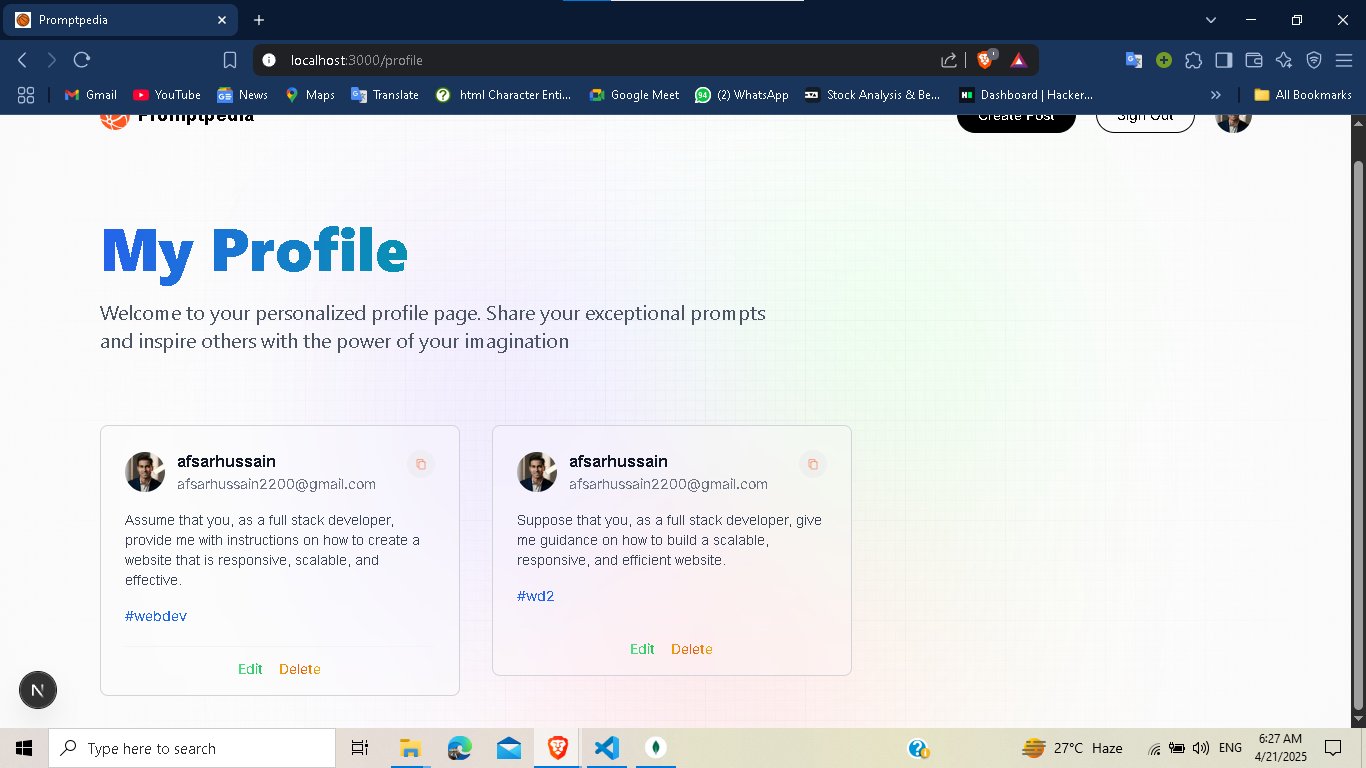 Promptpedia
localhost:3000/profile
Gmail
YouTube
News
Maps
Translate
html Character Enti...
Google Meet
(2) WhatsApp
Stock Analysis & Be...
Dashboard | Hacker...
All Bookmarks
Promptpedia
Create Post
Sign Out
My Profile
Welcome to your personalized profile page. Share your exceptional prompts
and inspire others with the power of your imagination
afsarhussain
afsarhussain2200@gmail.com
Assume that you, as a full stack developer,
provide me with instructions on how to create a
website that is responsive, scalable, and
effective.
#webdev
Edit
Delete
afsarhussain
afsarhussain2200@gmail.com
Suppose that you, as a full stack developer, give
me guidance on how to build a scalable,
responsive, and efficient website.
#wd2
Edit
Delete
N
Type here to search
27°C Haze
ENG
6:27 AM
4/21/2025